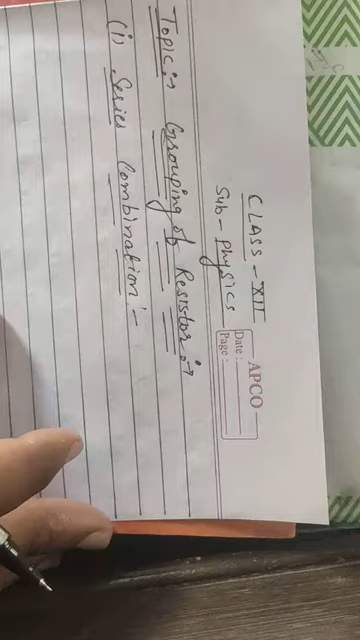 CLASS - XII
Sub - Physics
APCO
Date :
Page :
Topic :- Grouping of Resistor :-
(i) Series Combination :-